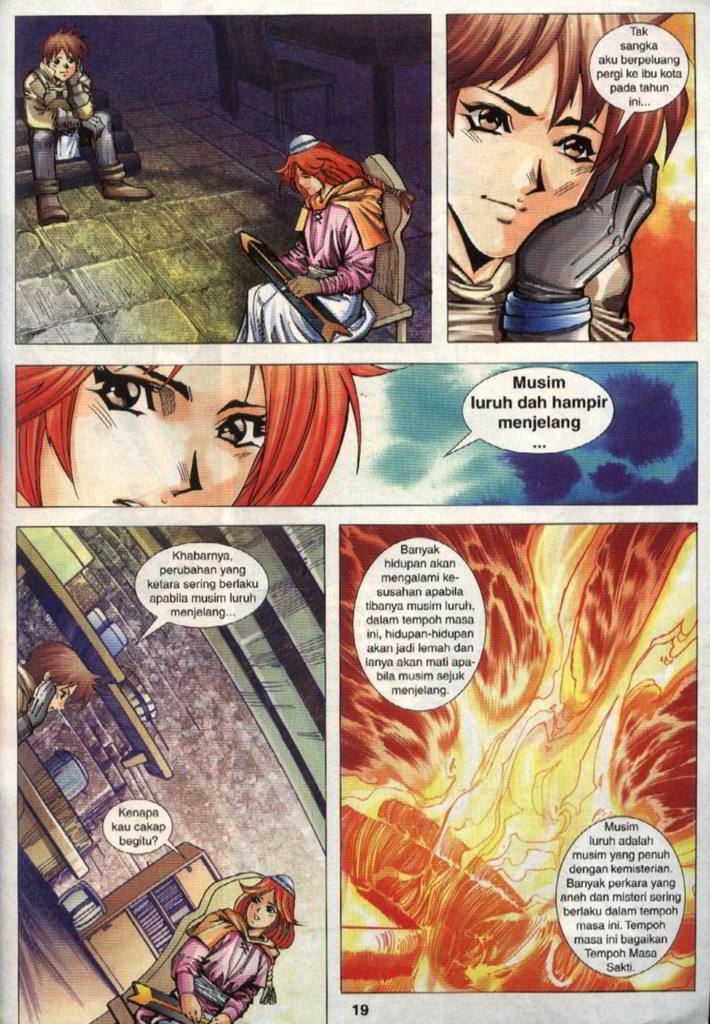 Tak
sangka
aku berpeluang
pergi ke ibu kota
pada tahun
ini...
Musim
luruh dah hampir
menjelang
...
Khabarnya,
perubahan yang
ketara sering berlaku
apabila musim luruh
menjelang...
Kenapa
kau cakap
begitu?
Banyak
hidupan akan
mengalami ke-
susahan apabila
tibanya musim luruh,
dalam tempoh masa
ini, hidupan-hidupan
akan jadi lemah dan
ianya akan mati apa-
bila musim sejuk
menjelang.
Musim
luruh adalah
musim yang penuh
dengan kemisterian.
Banyak perkara yang
aneh dan misteri sering
berlaku dalam tempoh
masa ini. Tempoh
masa ini bagaikan
Tempoh Masa
Sakti.
19